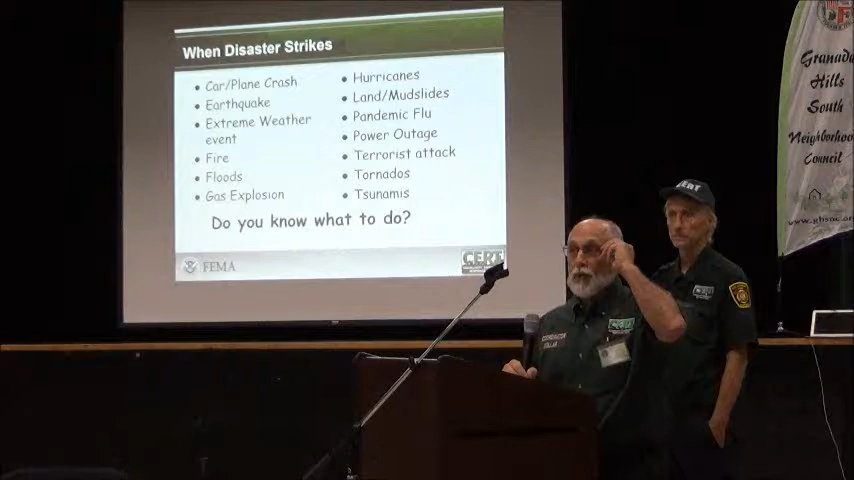 When Disaster Strikes
• Car/Plane Crash
• Earthquake
• Extreme Weather
event
• Fire
• Floods
• Gas Explosion
• Hurricanes
• Land/Mudslides
• Pandemic Flu
• Power Outage
• Terrorist attack
• Tornados
• Tsunamis
Do you know what to do?
FEMA
CERT
Granada
Hills
South
Neighborhood
Council
CERT
CERT
CERT